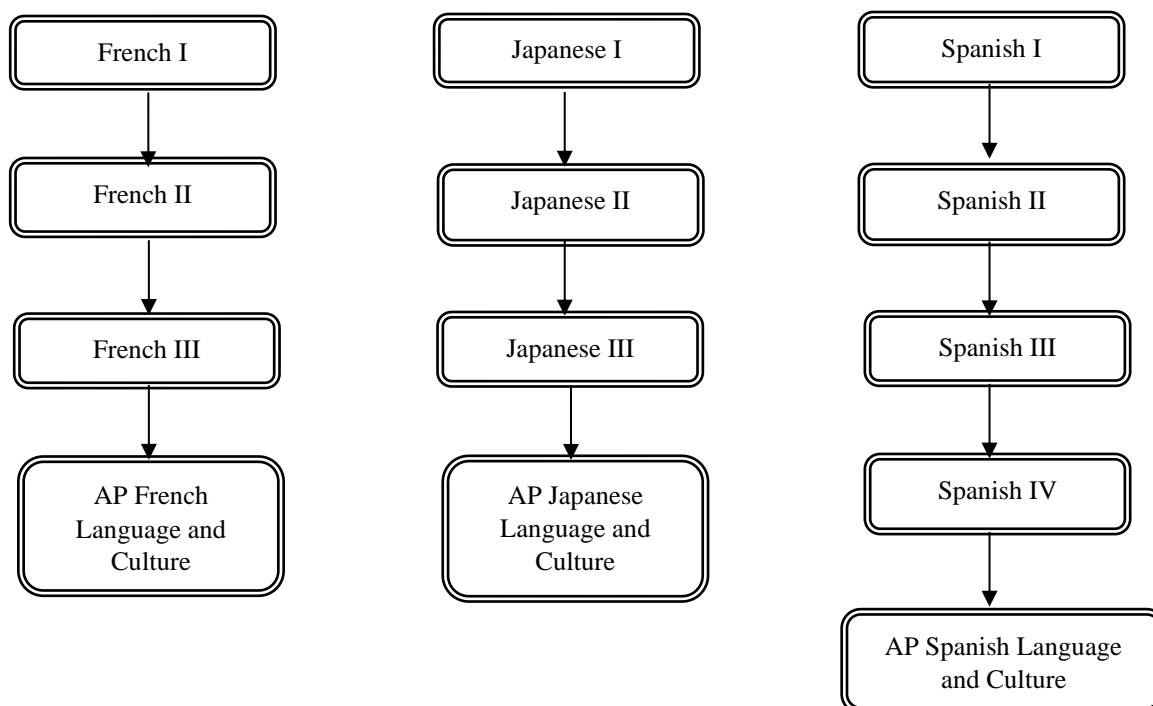 French I
French II
French III
AP French
Language and
Culture
Japanese I
Japanese II
Japanese III
AP Japanese
Language and
Culture
Spanish I
Spanish II
Spanish III
Spanish IV
AP Spanish Language
and Culture